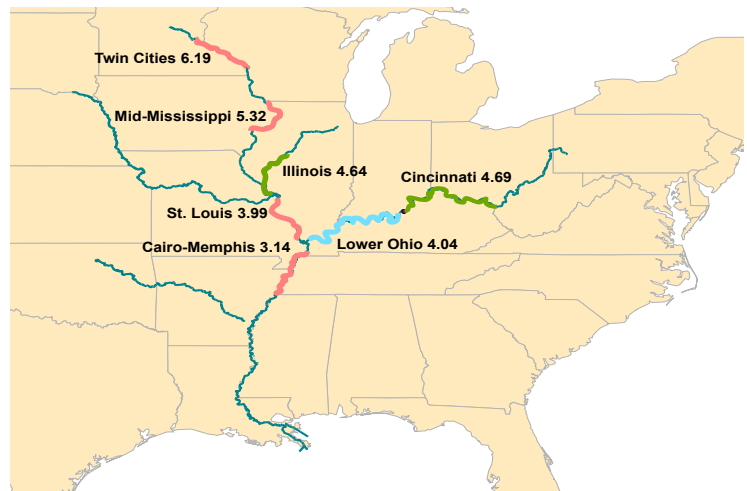 Twin Cities 6.19
Mid-Mississippi 5.32
Illinois 4.64
Cincinnati 4.69
St. Louis 3.99
Cairo-Memphis 3.14
Lower Ohio 4.04